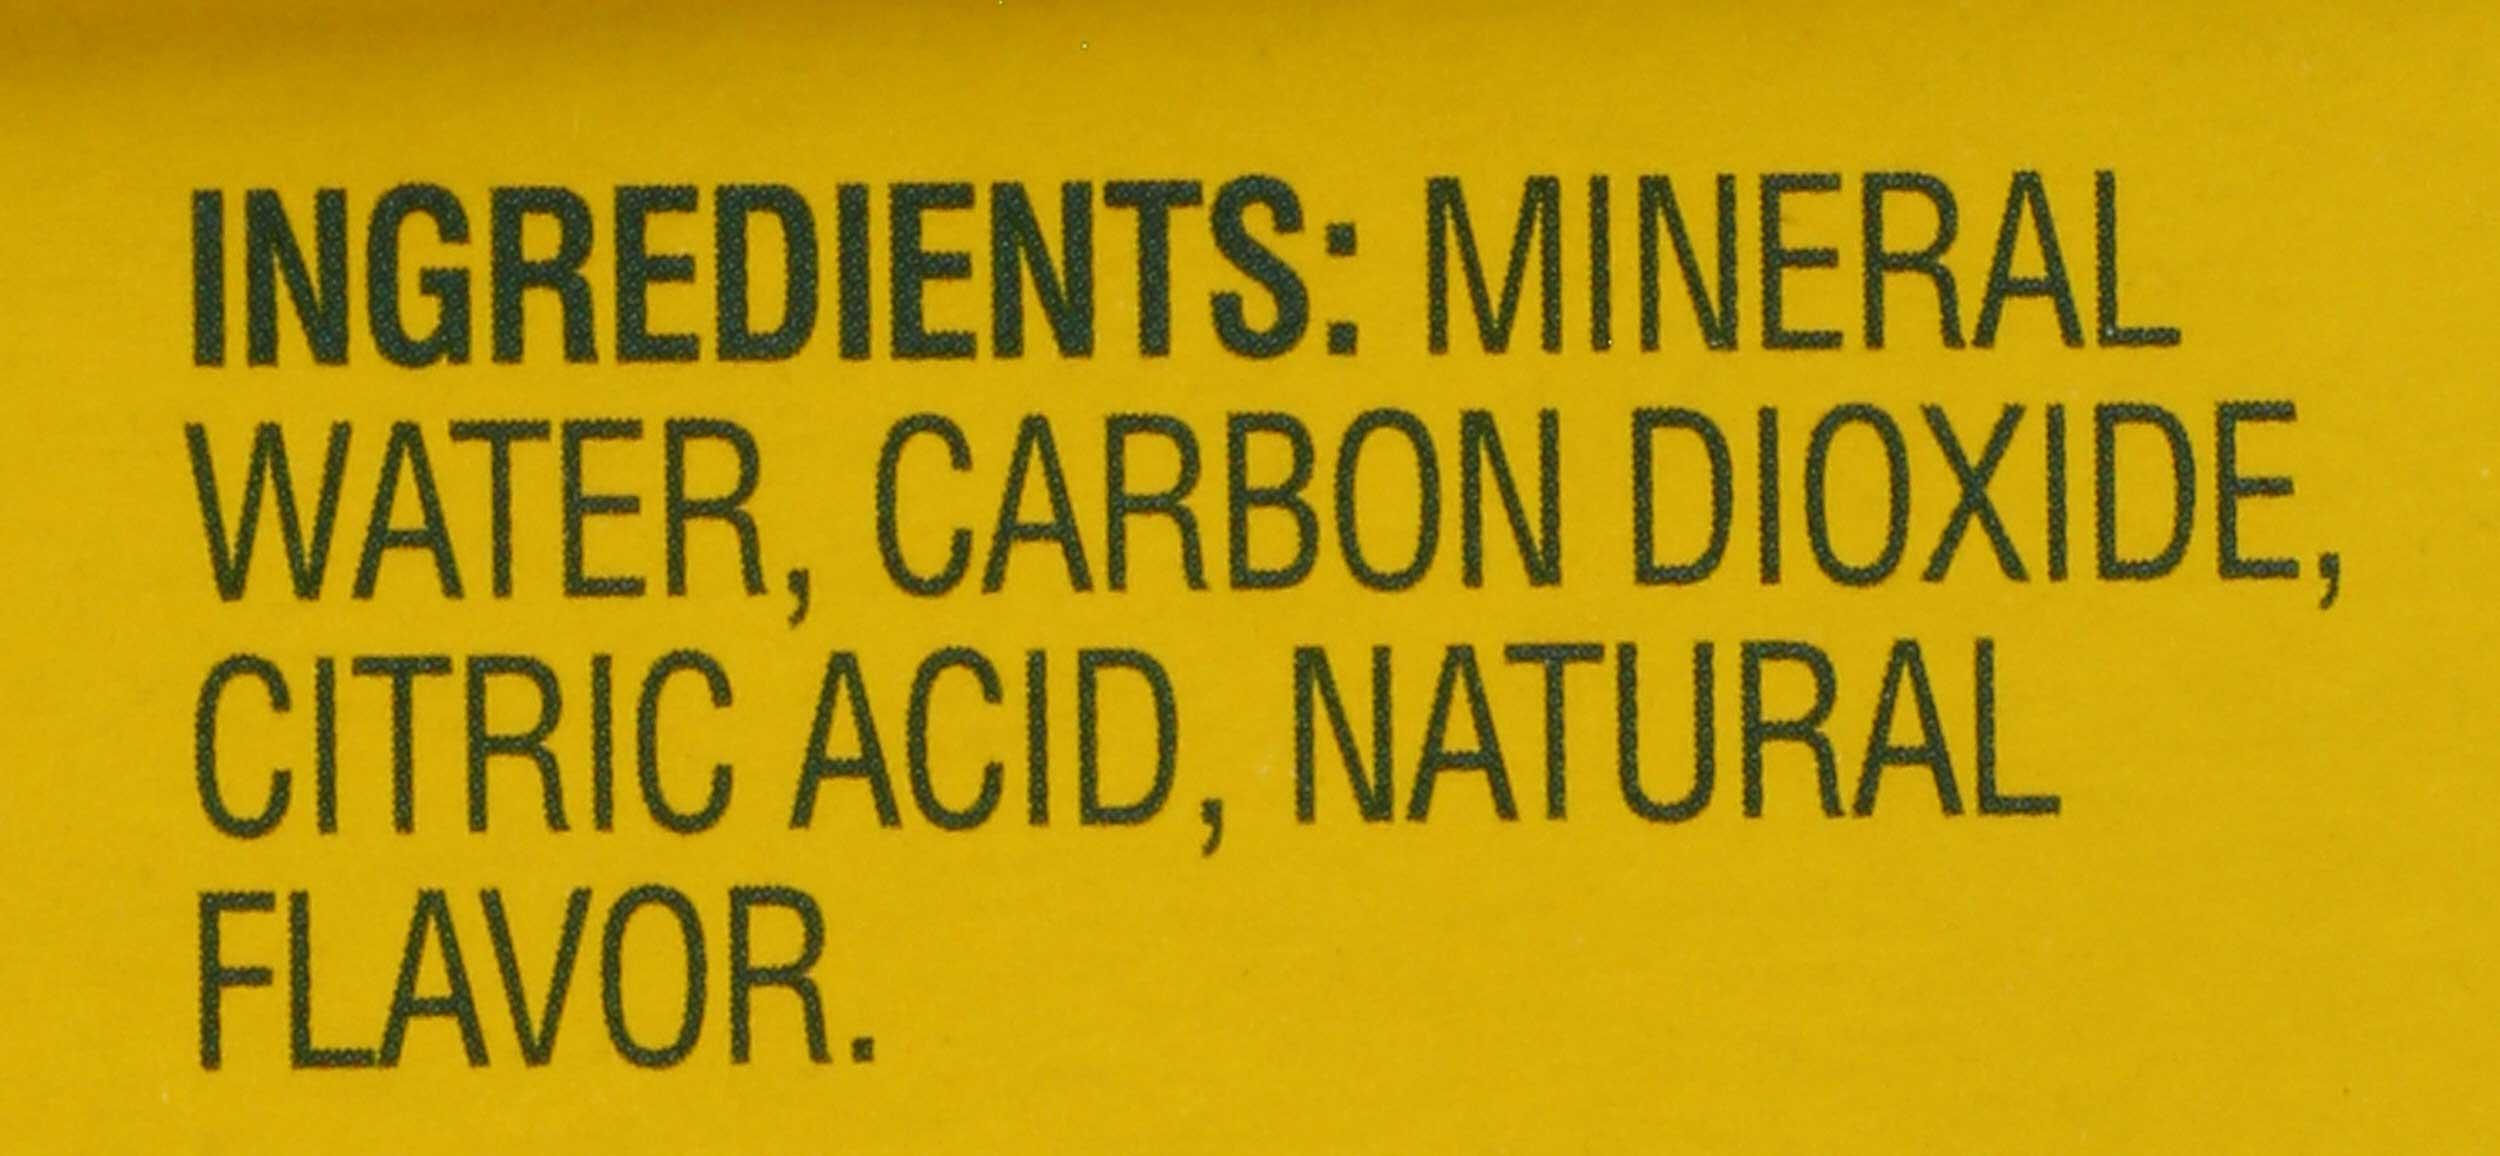 INGREDIENTS: MINERAL
WATER, CARBON DIOXIDE,
CITRIC ACID, NATURAL
FLAVOR.